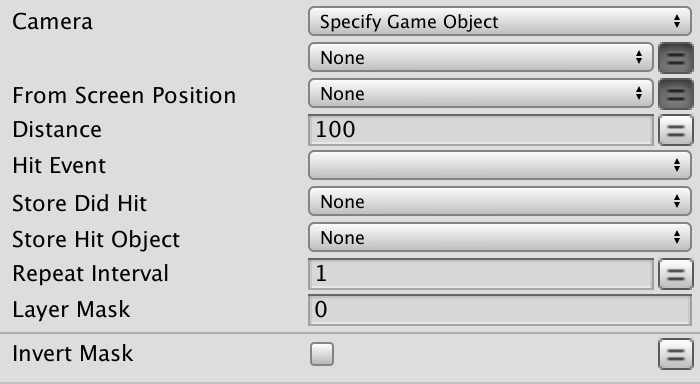 Camera Specify Game Object
None
From Screen Position None
Distance 100
Hit Event
Store Did Hit None
Store Hit Object None
Repeat Interval 1
Layer Mask 0
Invert Mask